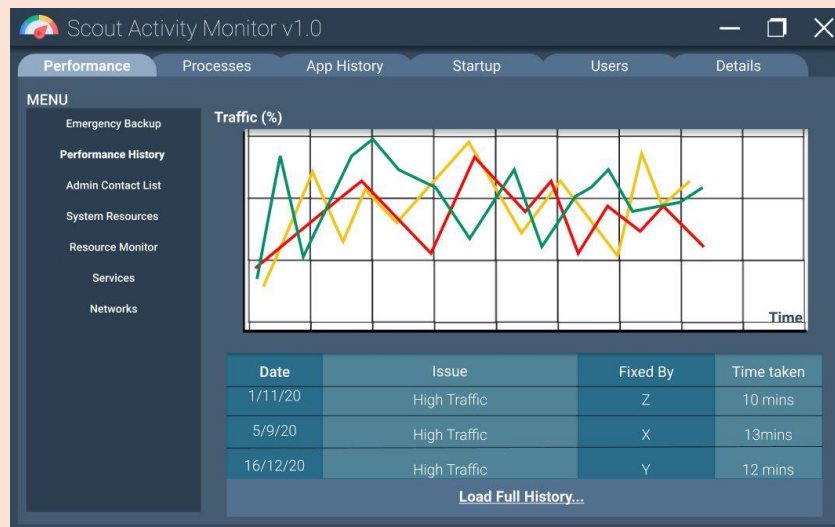 Scout Activity Monitor v1.0
Performance Processes App History Startup Users Details
MENU
Emergency Backup
Performance History
Admin Contact List
System Resources
Resource Monitor
Services
Networks
Traffic (%)
Time
Date Issue Fixed By Time taken
1/11/20 High Traffic Z 10 mins
5/9/20 High Traffic X 13mins
16/12/20 High Traffic Y 12 mins
Load Full History...